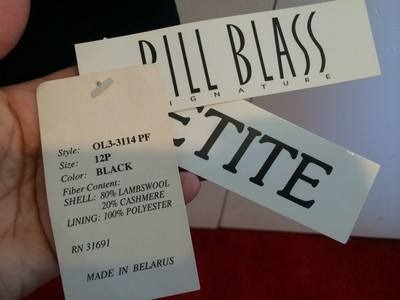 BILL BLASS
SIGNATURE
TITE
Style: OL3-3114 PF
Size: 12P
Color: BLACK
Fiber Content:
SHELL: 80% LAMBSWOOL
20% CASHMERE
LINING: 100% POLYESTER
RN 31691
MADE IN BELARUS